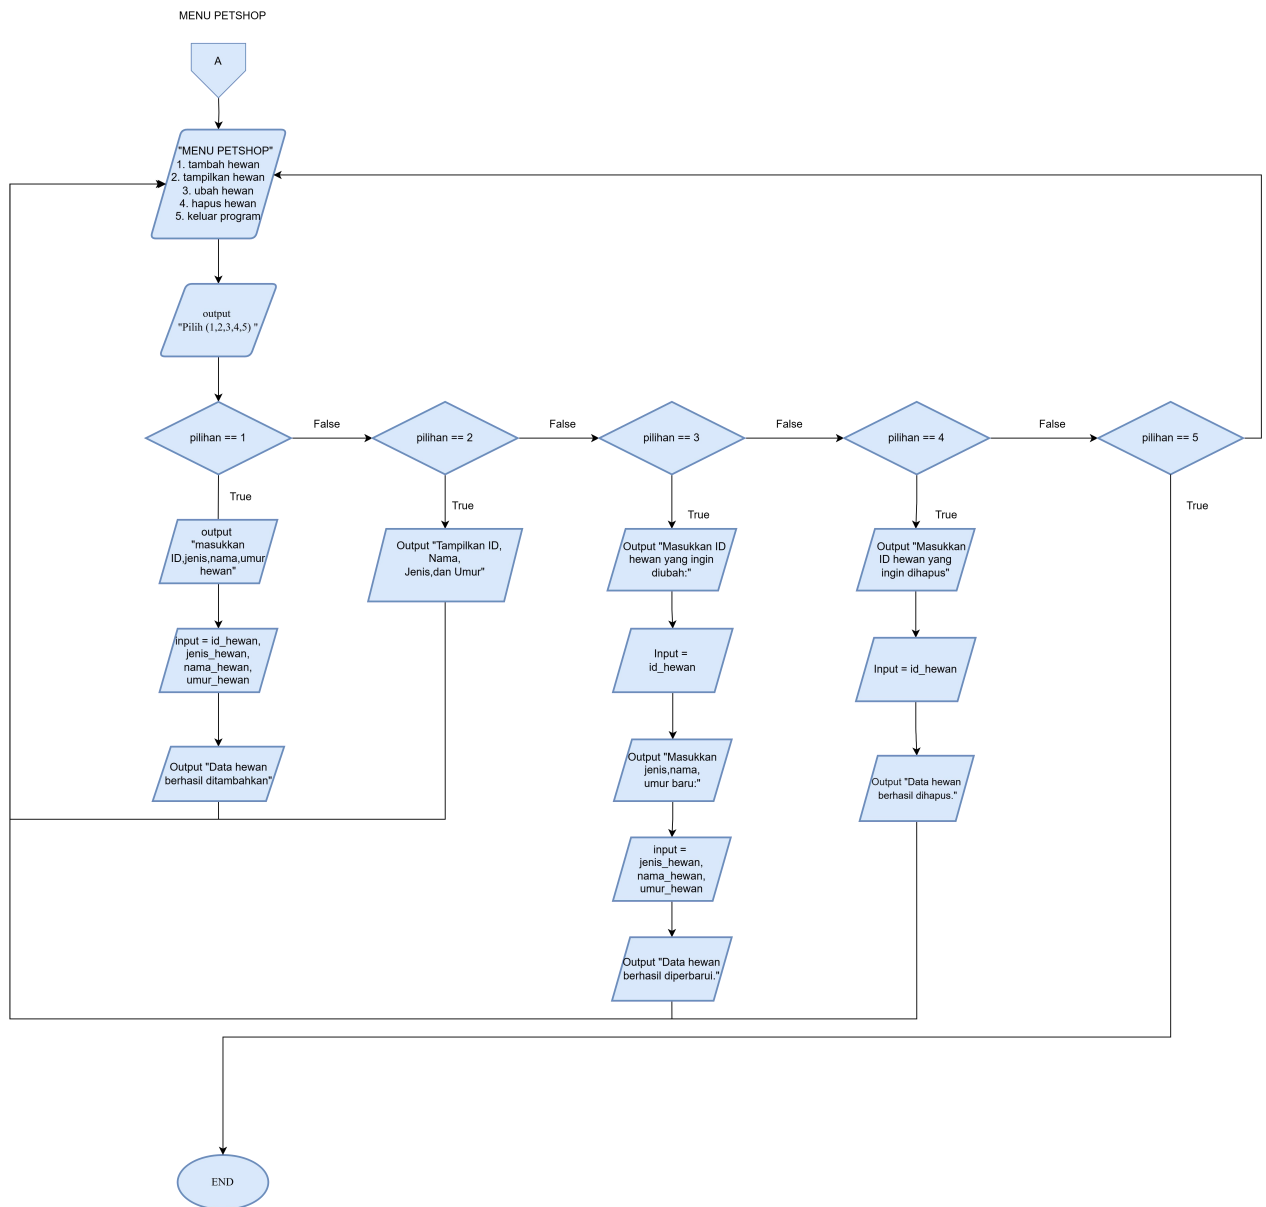 MENU PETSHOP
A
"MENU PETSHOP"
1. tambah hewan
2. tampilkan hewan
3. ubah hewan
4. hapus hewan
5. keluar program
output
"Pilih (1,2,3,4,5) "
pilihan == 1
False
pilihan == 2
False
pilihan == 3
False
pilihan == 4
False
pilihan == 5
True
True
True
True
True
output
"masukkan
ID,jenis,nama,umur
hewan"
input = id_hewan,
jenis_hewan,
nama_hewan,
umur_hewan
Output "Data hewan
berhasil ditambahkan"
Output "Tampilkan ID,
Nama,
Jenis,dan Umur"
Output "Masukkan ID
hewan yang ingin
diubah:"
Input =
id_hewan
Output "Masukkan
jenis,nama,
umur baru:"
input =
jenis_hewan,
nama_hewan,
umur_hewan
Output "Data hewan
berhasil diperbarui."
Output "Masukkan
ID hewan yang
ingin dihapus"
Input = id_hewan
Output "Data hewan
berhasil dihapus."
END